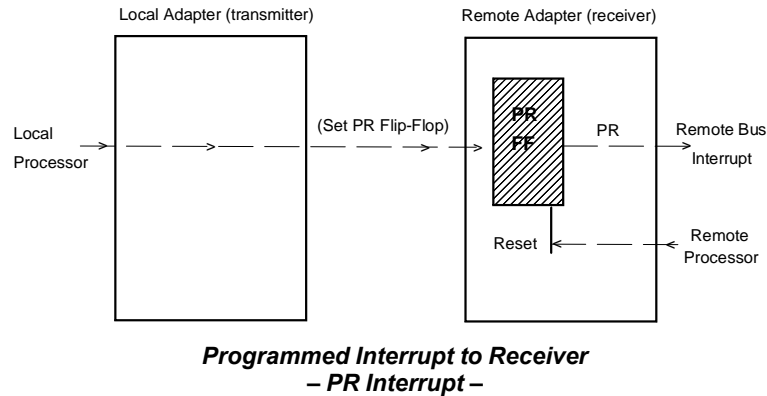 Local Adapter (transmitter)
Remote Adapter (receiver)
Local
Processor
(Set PR Flip-Flop)
PR
FF
PR
Remote Bus
Interrupt
Reset
Remote
Processor
Programmed Interrupt to Receiver
– PR Interrupt –